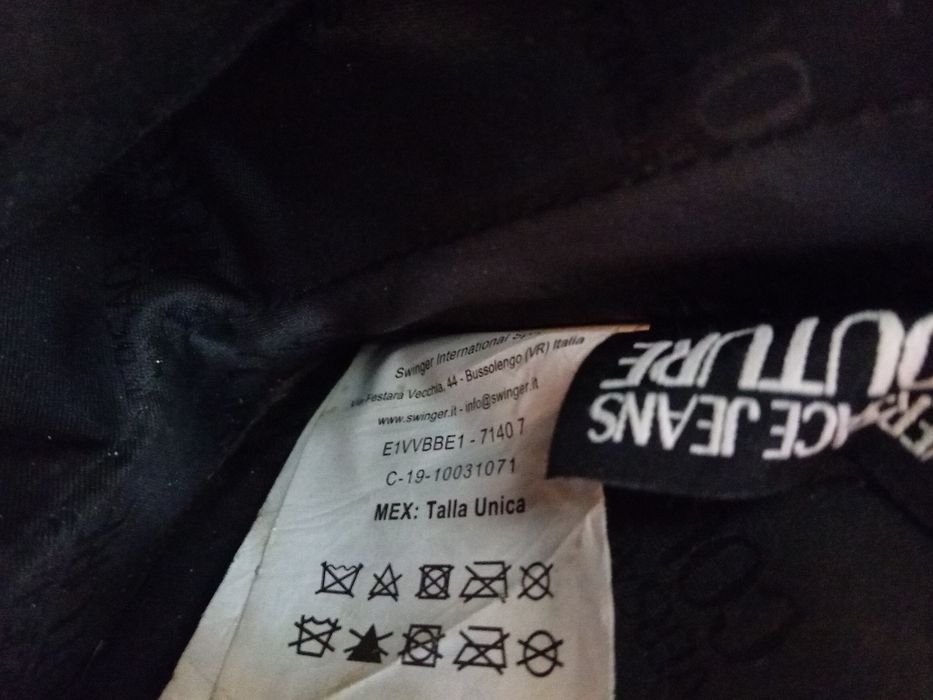 Swinger International
Via Festara Vecchia, 44 - Bussolengo (VR) Italia
www.swinger.it - info@swinger.it
E1VVBBE1 - 7140 7
C-19-10031071
MEX: Talla Unica
JEANS